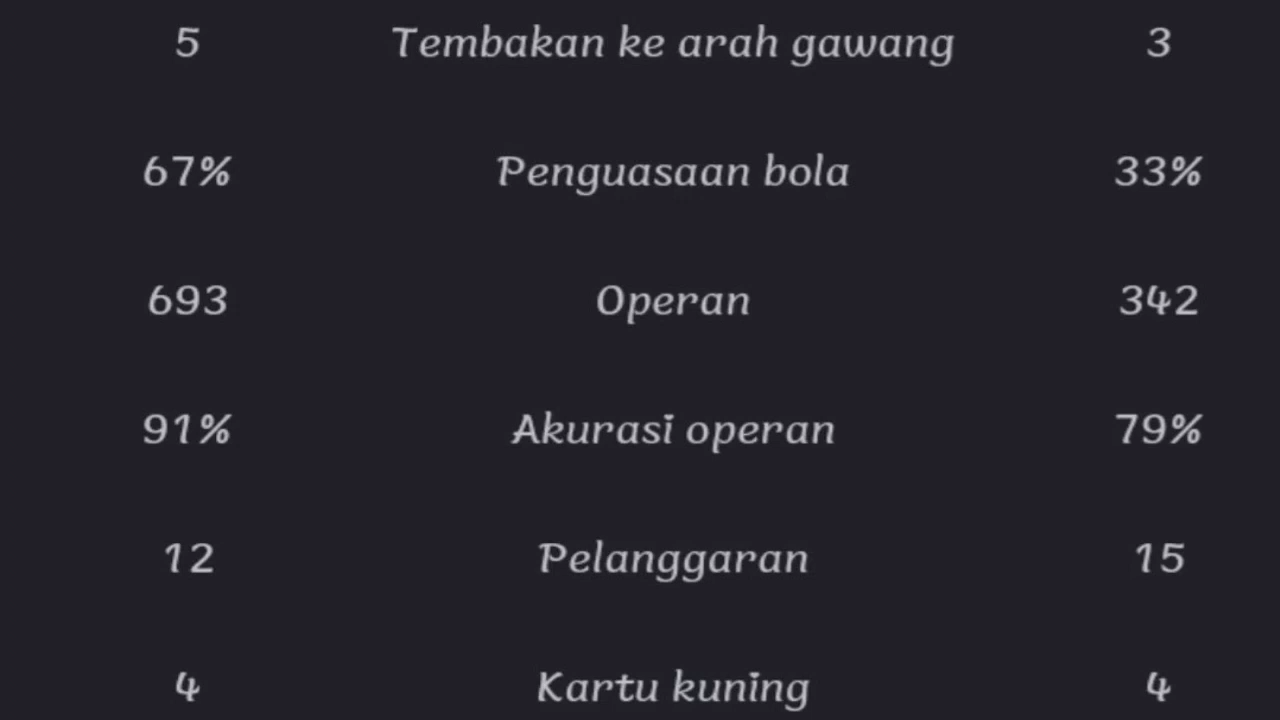 5 Tembakan ke arah gawang 3
67% Penguasaan bola 33%
693 Operan 342
91% Akurasi operan 79%
12 Pelanggaran 15
4 Kartu kuning 4